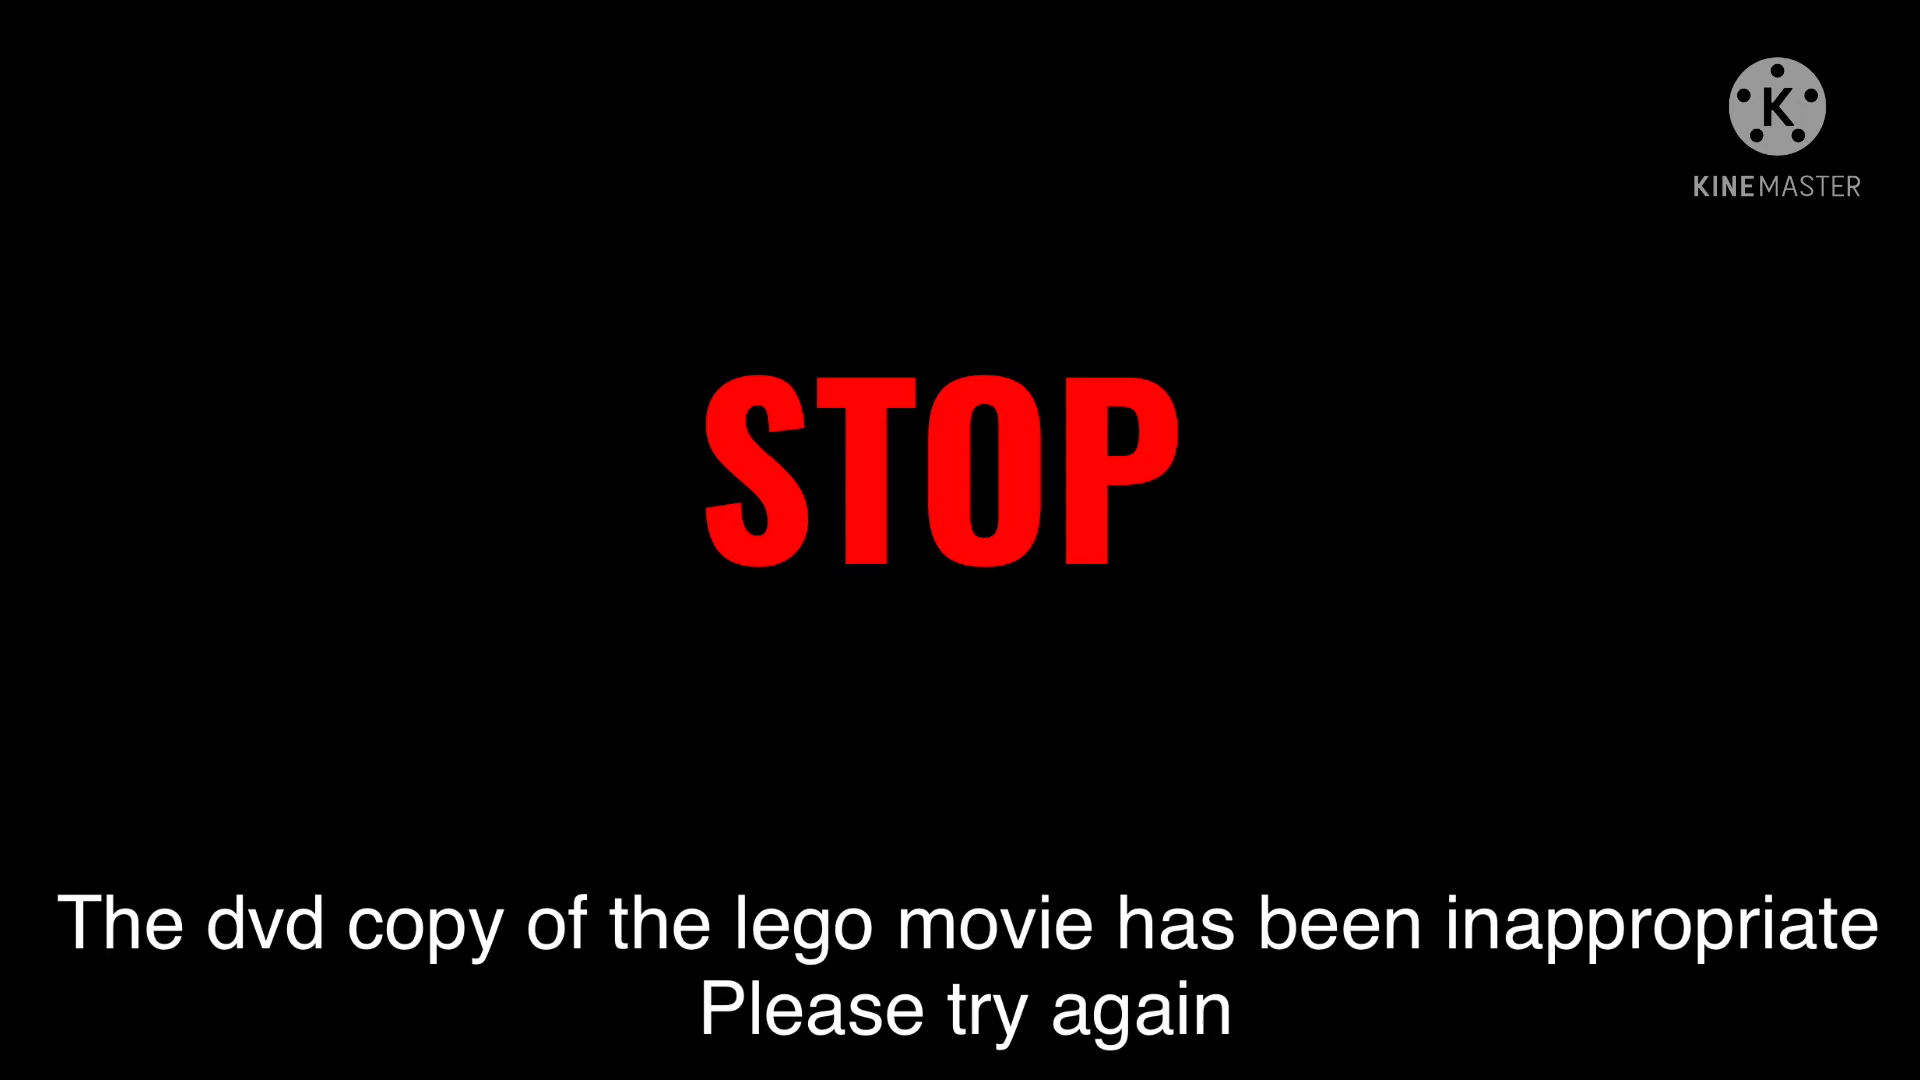 K
KINEMASTER
STOP
The dvd copy of the lego movie has been inappropriate
Please try again